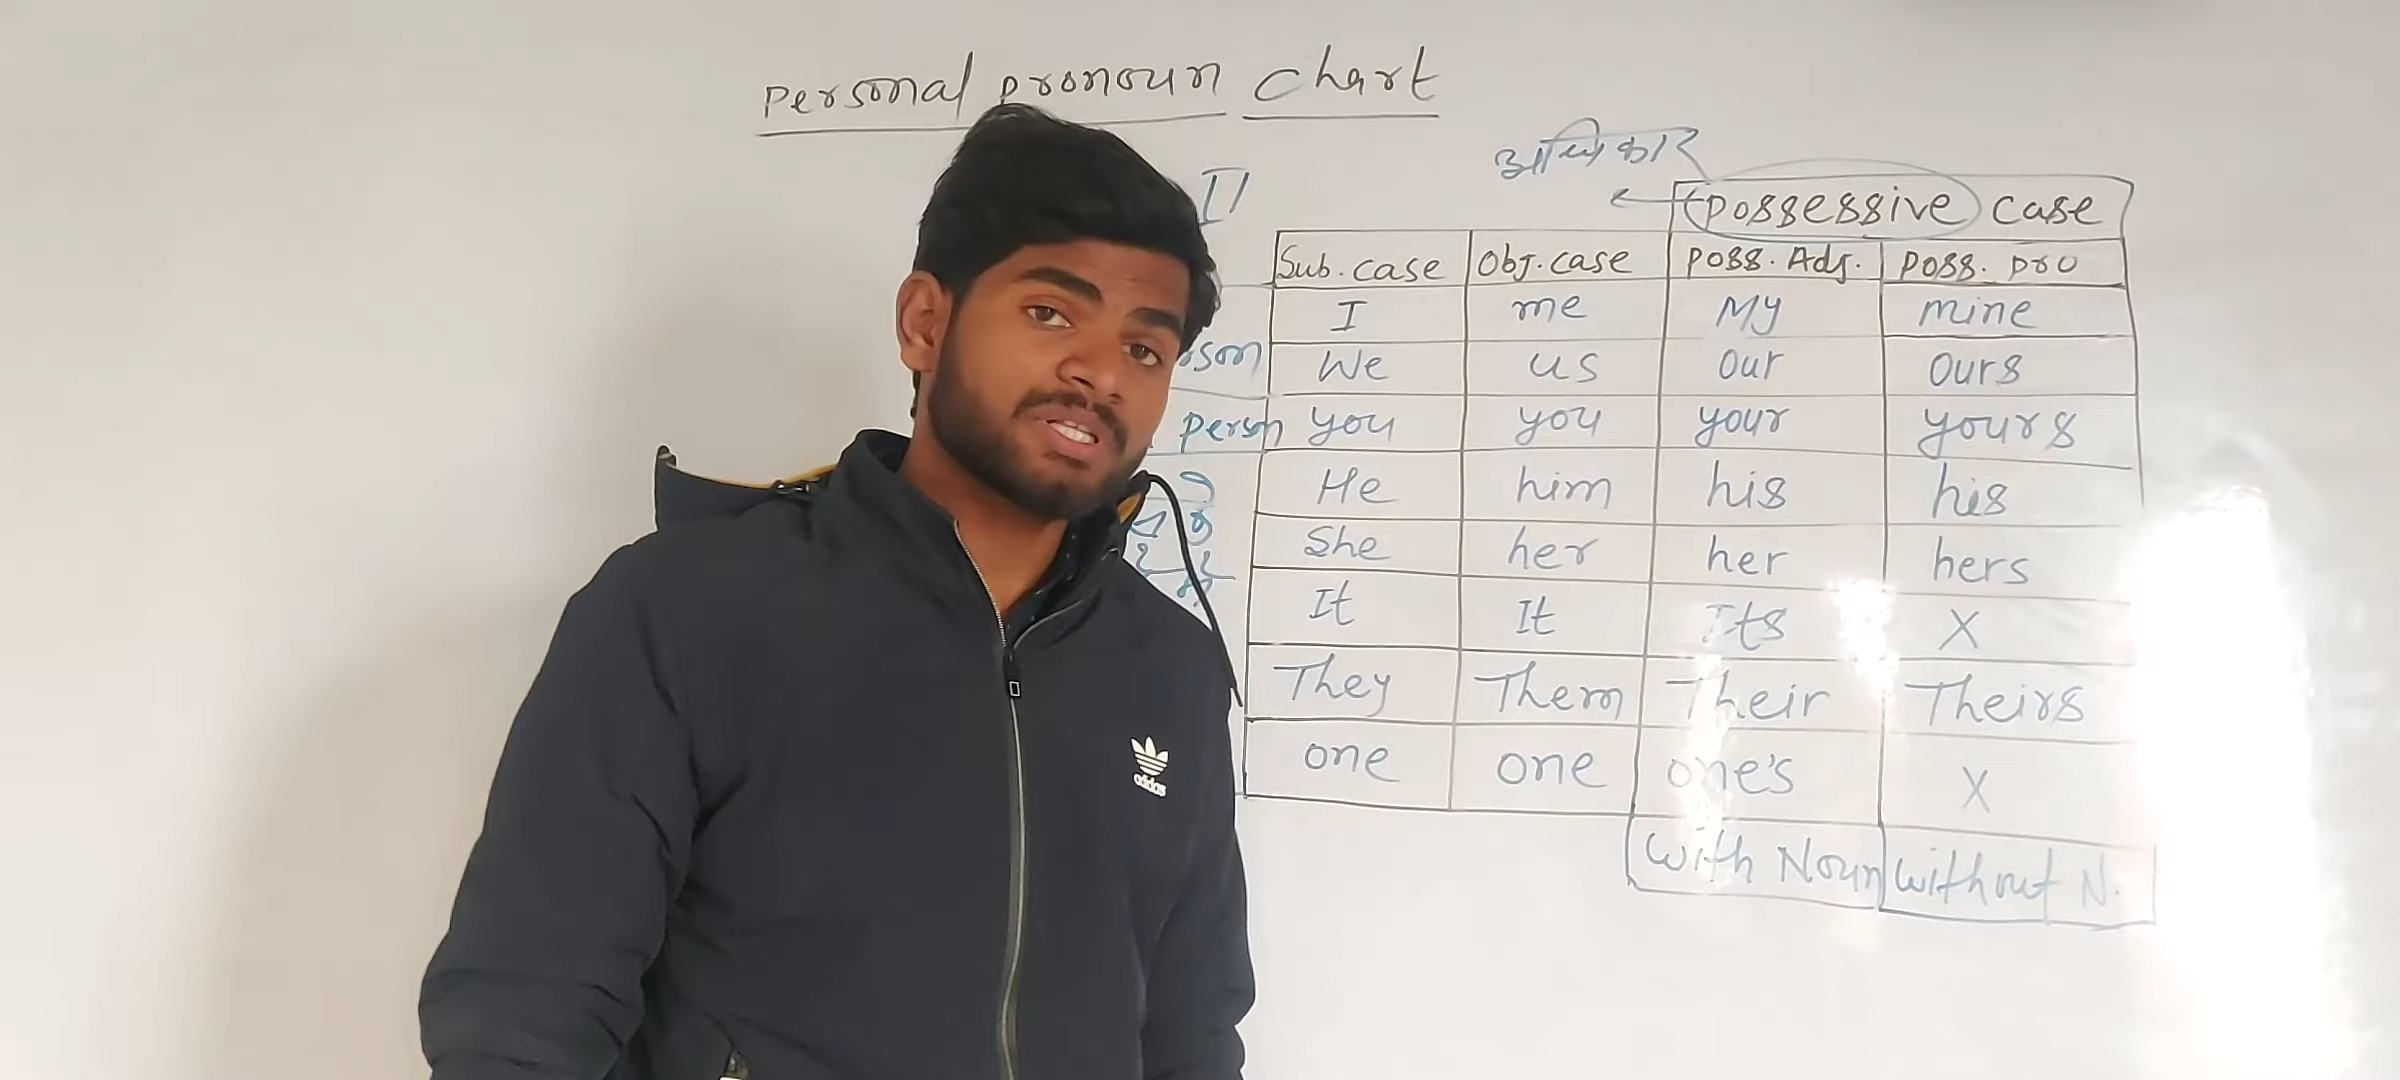 Personal pronoun chart
अधिकार
II
Possessive case
Sub. case Obj. case Poss. Adj. Poss. pro
I me My mine
We us our ours
person you you your yours
He him his his
She her her hers
It It Its X
They Them Their Theirs
one one one's X
With Noun without N.
adidas